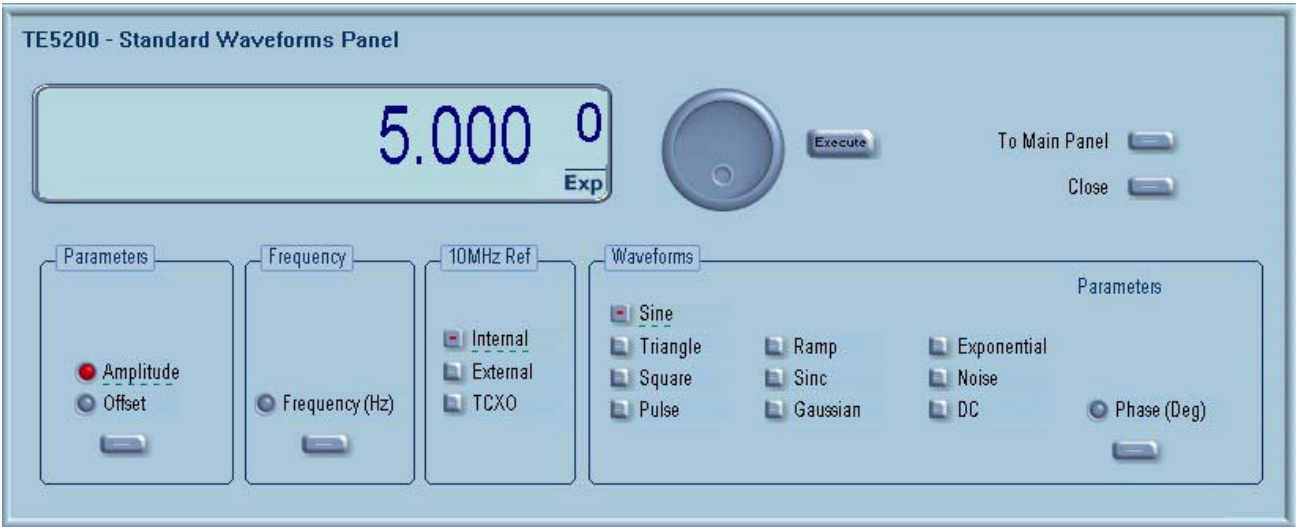 TE5200 - Standard Waveforms Panel
5.000 0
Exp
Execute
To Main Panel
Close
Parameters
Amplitude
Offset
Frequency
Frequency (Hz)
10MHz Ref
Internal
External
TCXO
Waveforms
Sine
Triangle
Square
Pulse
Ramp
Sinc
Gaussian
Exponential
Noise
DC
Parameters
Phase (Deg)